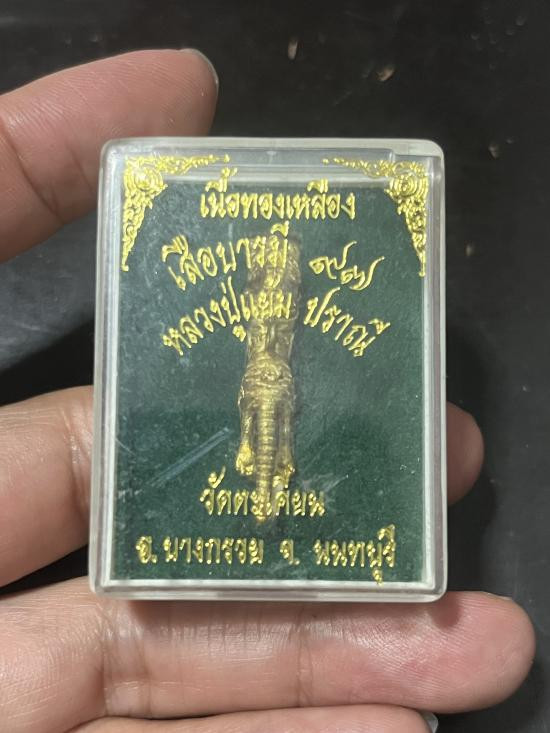 เนื้อทองเหลือง
เสือบารมี ๙๗
หลวงปู่แย้ม ปราณี
วัดตะเคียน
อ. บางกรวย จ. นนทบุรี